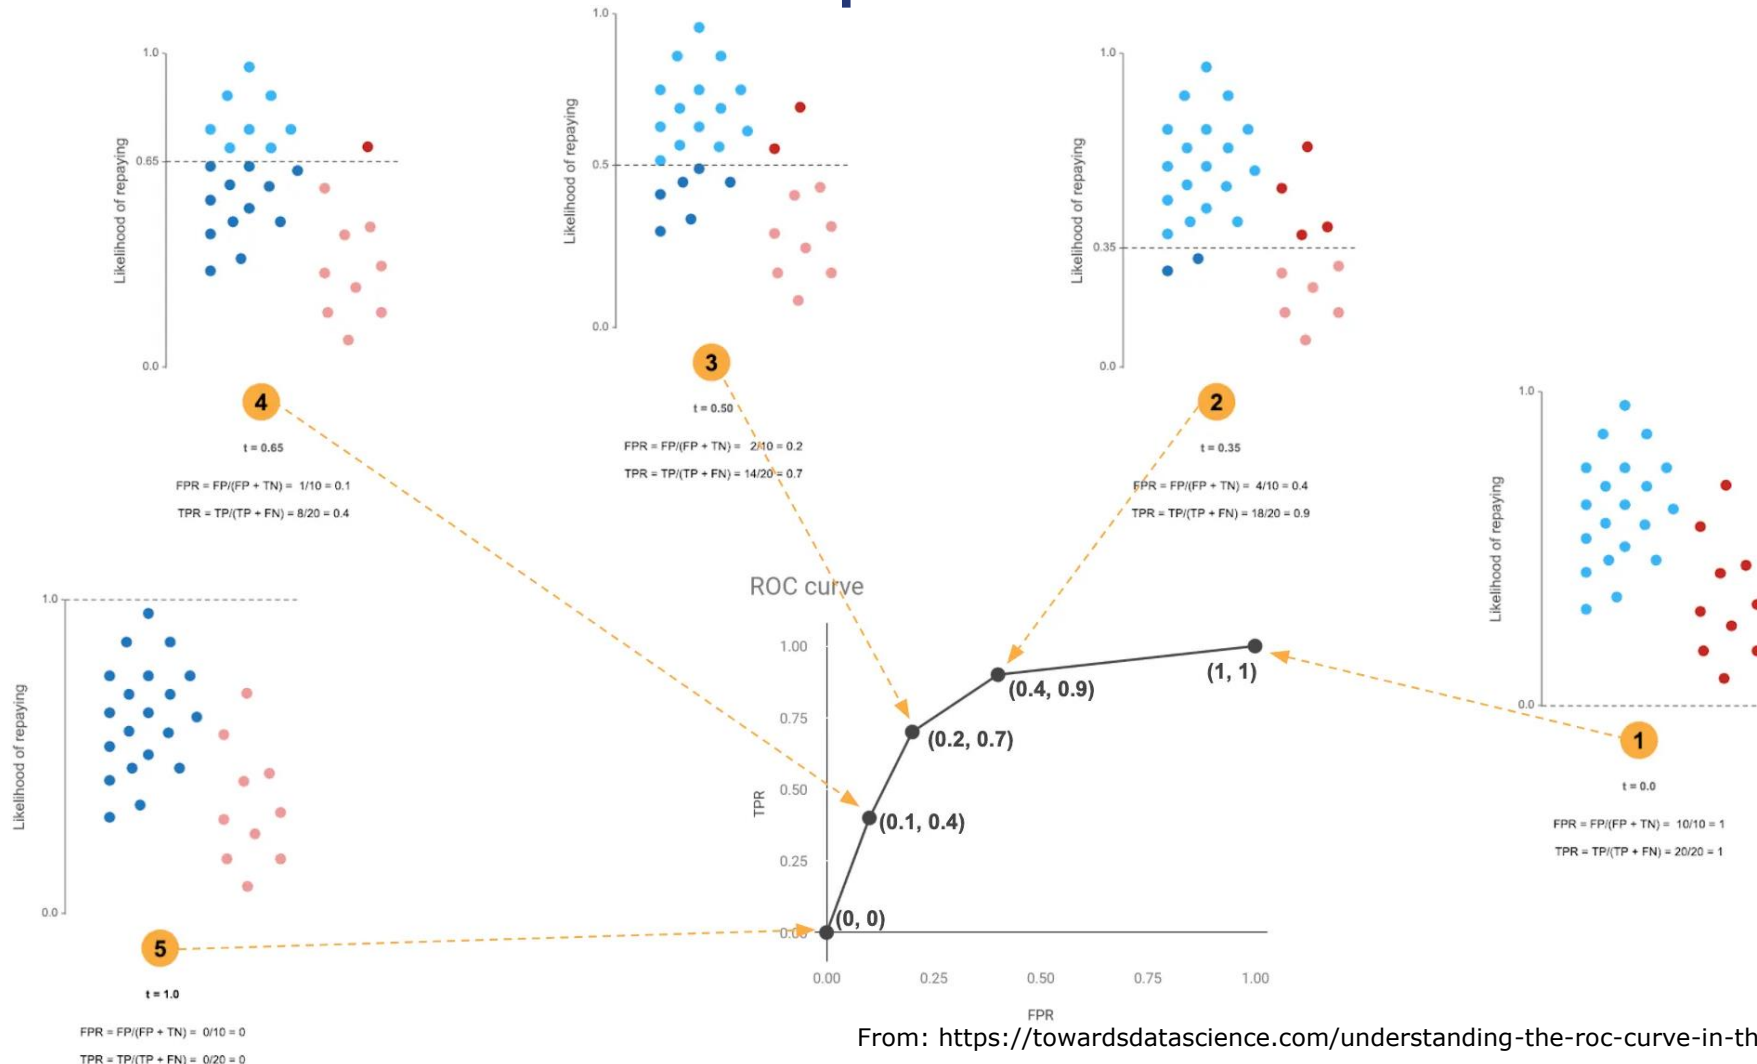 1.0
0.65
0.0
Likelihood of repaying
4
t = 0.65
FPR = FP/(FP + TN) = 1/10 = 0.1
TPR = TP/(TP + FN) = 8/20 = 0.4
1.0
0.5
0.0
Likelihood of repaying
3
t = 0.50
FPR = FP/(FP + TN) = 2/10 = 0.2
TPR = TP/(TP + FN) = 14/20 = 0.7
1.0
0.35
0.0
Likelihood of repaying
2
t = 0.35
FPR = FP/(FP + TN) = 4/10 = 0.4
TPR = TP/(TP + FN) = 18/20 = 0.9
1.0
0.0
Likelihood of repaying
1
t = 0.0
FPR = FP/(FP + TN) = 10/10 = 1
TPR = TP/(TP + FN) = 20/20 = 1
1.0
0.0
Likelihood of repaying
5
t = 1.0
FPR = FP/(FP + TN) = 0/10 = 0
TPR = TP/(TP + FN) = 0/20 = 0
ROC curve
1.00
0.75
0.50
0.25
0.00
TPR
(1, 1)
(0.4, 0.9)
(0.2, 0.7)
(0.1, 0.4)
(0, 0)
0.00 0.25 0.50 0.75 1.00
FPR
From: https://towardsdatascience.com/understanding-the-roc-curve-in-th